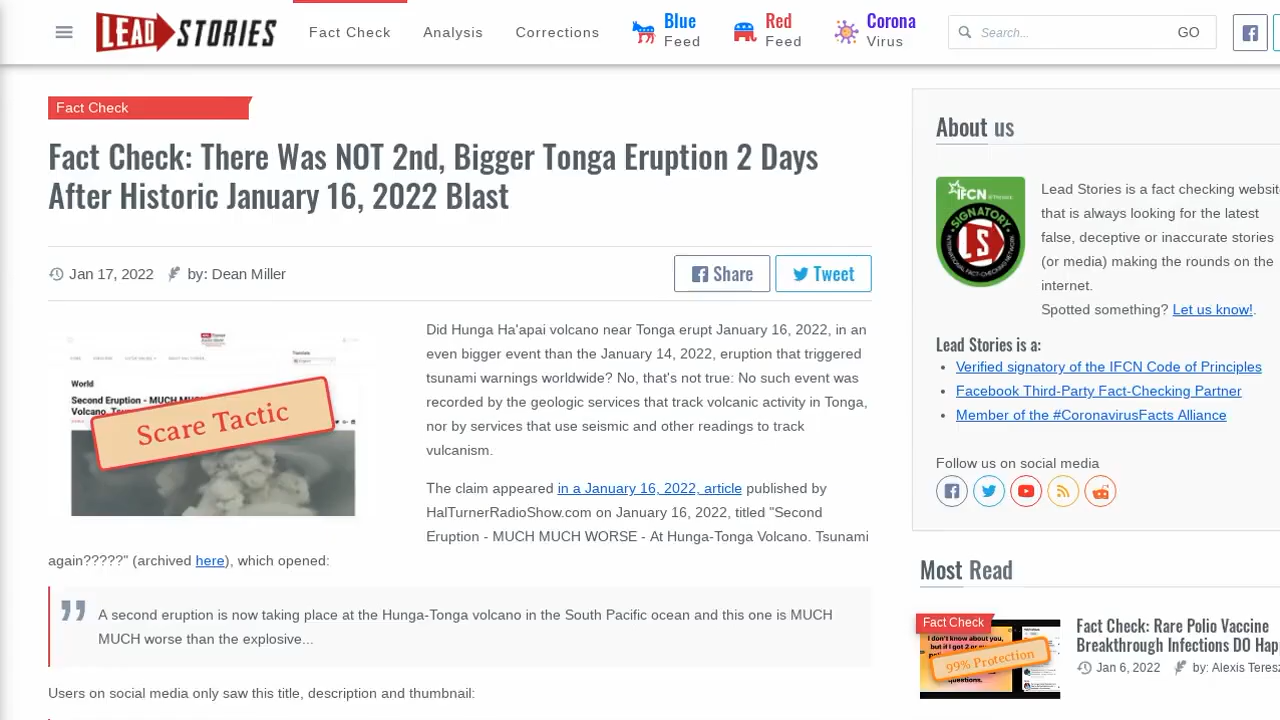 LEAD STORIES
Fact Check
Analysis
Corrections
Blue
Feed
Red
Feed
Corona
Virus
Search...
GO
Fact Check
Fact Check: There Was NOT 2nd, Bigger Tonga Eruption 2 Days
After Historic January 16, 2022 Blast
Jan 17, 2022
by: Dean Miller
Share
Tweet
World
Second Eruption - MUCH MU
Volcano. Tsu
Scare Tactic
Did Hunga Ha'apai volcano near Tonga erupt January 16, 2022, in an
even bigger event than the January 14, 2022, eruption that triggered
tsunami warnings worldwide? No, that's not true: No such event was
recorded by the geologic services that track volcanic activity in Tonga,
nor by services that use seismic and other readings to track
vulcanism.
The claim appeared in a January 16, 2022, article published by
HalTurnerRadioShow.com on January 16, 2022, titled "Second
Eruption - MUCH MUCH WORSE - At Hunga-Tonga Volcano. Tsunami
again?????" (archived here), which opened:
A second eruption is now taking place at the Hunga-Tonga volcano in the South Pacific ocean and this one is MUCH
MUCH worse than the explosive...
Users on social media only saw this title, description and thumbnail:
About us
IFCN
SIGNATORY
LS
Lead Stories is a fact checking website
that is always looking for the latest
false, deceptive or inaccurate stories
(or media) making the rounds on the
internet.
Spotted something? Let us know!.
Lead Stories is a:
Verified signatory of the IFCN Code of Principles
Facebook Third-Party Fact-Checking Partner
Member of the #CoronavirusFacts Alliance
Follow us on social media
Most Read
Fact Check
I don't know about you,
but if I got 2
99% Protection
questions.
Fact Check: Rare Polio Vaccine
Breakthrough Infections DO Hap
Jan 6, 2022
by: Alexis Teresz